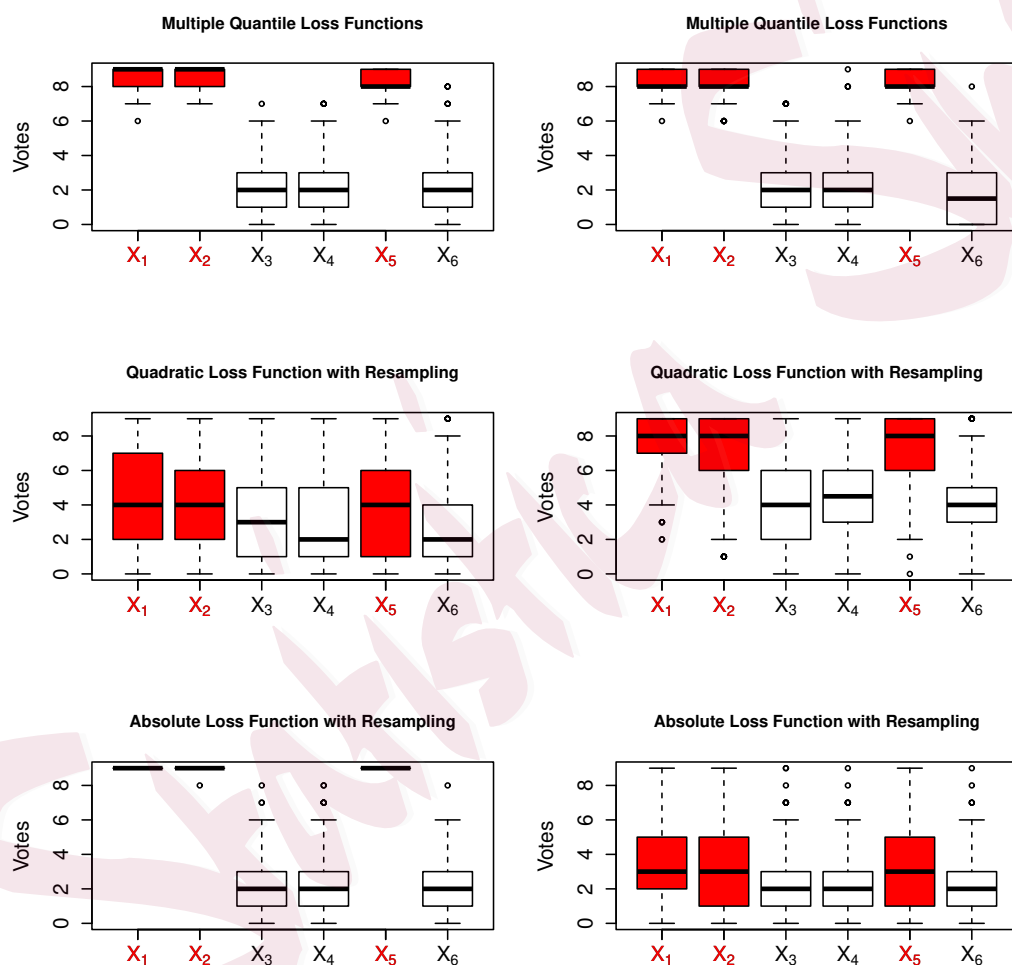 Multiple Quantile Loss Functions
Votes
0 2 4 6 8
X1 X2 X3 X4 X5 X6
Multiple Quantile Loss Functions
Votes
0 2 4 6 8
X1 X2 X3 X4 X5 X6
Quadratic Loss Function with Resampling
Votes
0 2 4 6 8
X1 X2 X3 X4 X5 X6
Quadratic Loss Function with Resampling
Votes
0 2 4 6 8
X1 X2 X3 X4 X5 X6
Absolute Loss Function with Resampling
Votes
0 2 4 6 8
X1 X2 X3 X4 X5 X6
Absolute Loss Function with Resampling
Votes
0 2 4 6 8
X1 X2 X3 X4 X5 X6
Statistica